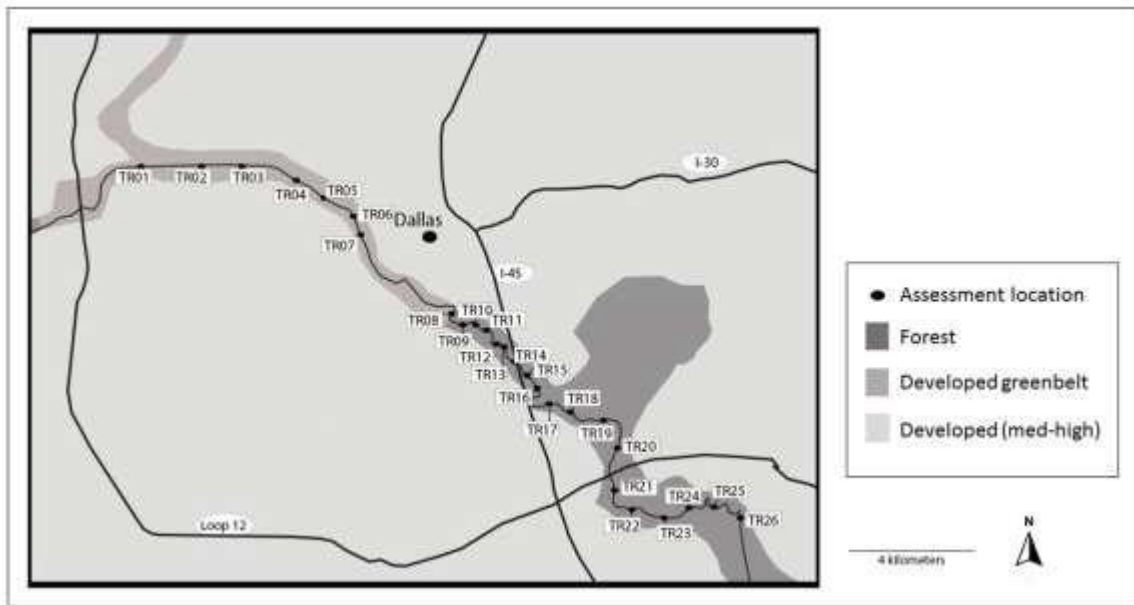 I-30
TR01
TR02
TR03
TR04
TR05
TR06
Dallas
TR07
I-45
TR08
TR10
TR11
TR09
TR12
TR14
TR13
TR15
TR16
TR18
TR17
TR19
TR20
TR21
TR24
TR25
TR22
TR23
TR26
Loop 12
Assessment location
Forest
Developed greenbelt
Developed (med-high)
N
4 kilometers